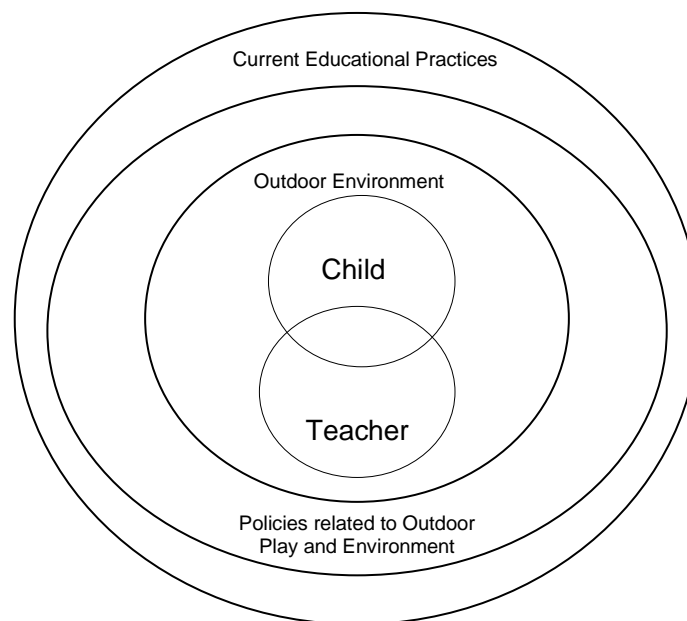 Current Educational Practices
Outdoor Environment
Child
Teacher
Policies related to Outdoor
Play and Environment